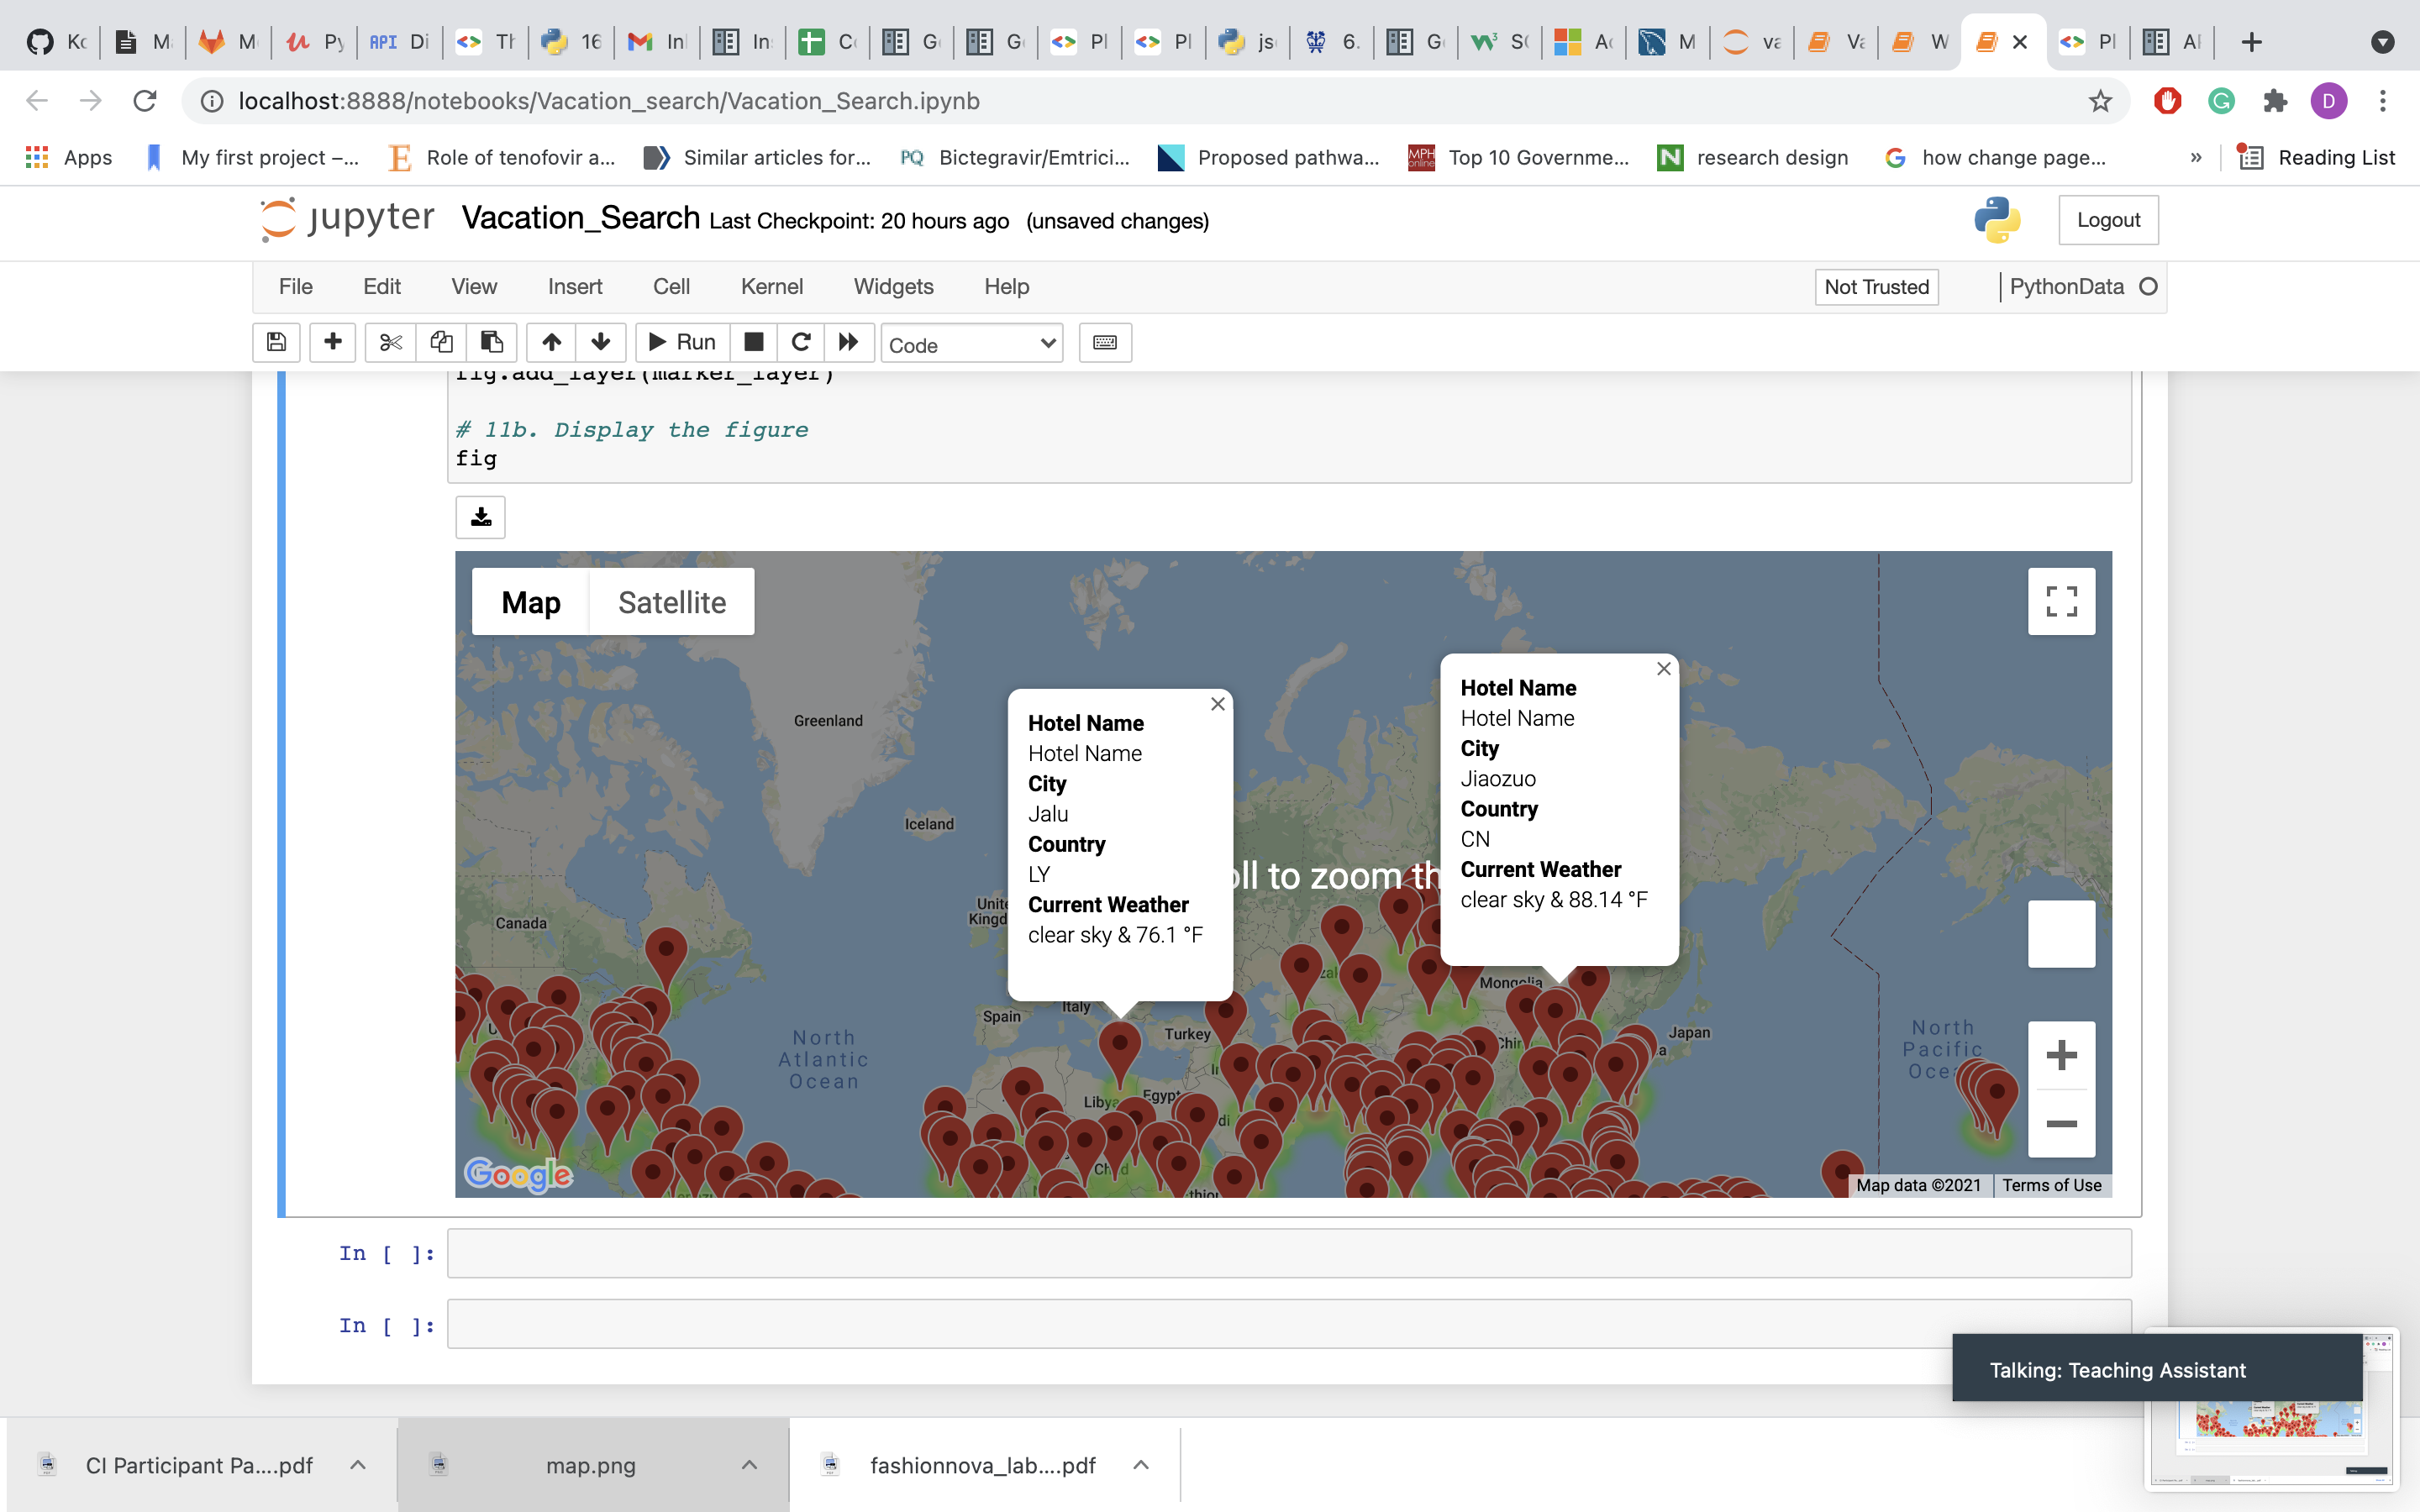 Kc M M Py API Di Th 16 In In C G G Pl Pl js 6. G S A M va Va W Pl AI
localhost:8888/notebooks/Vacation_search/Vacation_Search.ipynb D
Apps My first project –... Role of tenofovir a... Similar articles for... PQ Bictegravir/Emtrici... Proposed pathwa... MPH online Top 10 Governme... N research design how change page... » Reading List
jupyter Vacation_Search Last Checkpoint: 20 hours ago (unsaved changes) Logout
File Edit View Insert Cell Kernel Widgets Help Not Trusted PythonData
Run Code
fig.add_layer(marker_layer)
# 11b. Display the figure
fig
Map Satellite
Greenland
Iceland
Canada
Unite
Kingd
Hotel Name
Hotel Name
City
Jalu
Country
LY
Current Weather
clear sky & 76.1 °F
oll to zoom th
Hotel Name
Hotel Name
City
Jiaozuo
Country
CN
Current Weather
clear sky & 88.14 °F
Mongolia
Spain
Italy
Turkey
Japan
North
Atlantic
Ocean
North
Pacific
Ocea
Libya
Egypt
Chad
Google
Map data ©2021 Terms of Use
In [ ]:
In [ ]:
Talking: Teaching Assistant
CI Participant Pa....pdf map.png fashionnova_lab....pdf